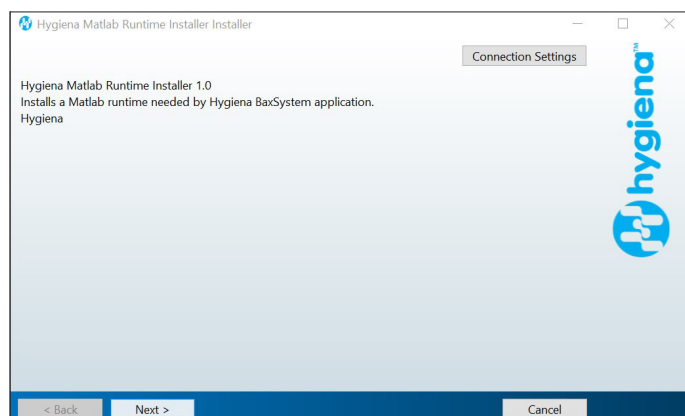 Hygiena Matlab Runtime Installer Installer
Connection Settings
Hygiena Matlab Runtime Installer 1.0
Installs a Matlab runtime needed by Hygiena BaxSystem application.
Hygiena
hygiena™
< Back
Next >
Cancel